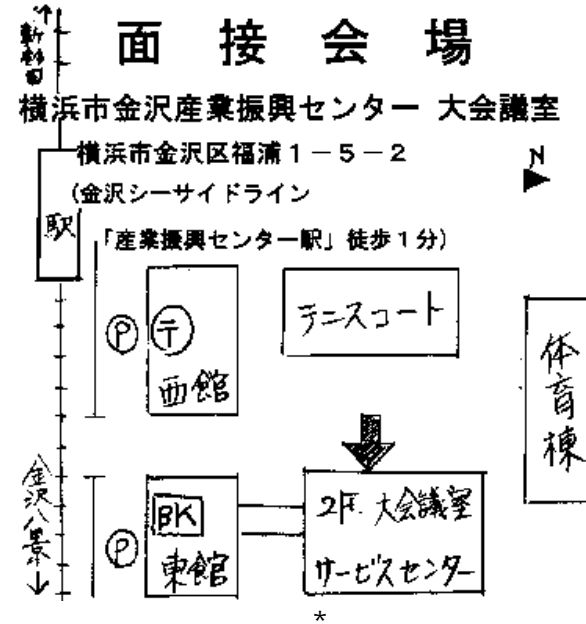 新杉田
面接会場
横浜市金沢産業振興センター 大会議室
横浜市金沢区福浦1-5-2
(金沢シーサイドライン
「産業振興センター駅」徒歩1分)
N
駅
P
〒
西館
テニスコート
体育棟
金沢八景
P
BK
東館
2F. 大会議室
サービスセンター
*